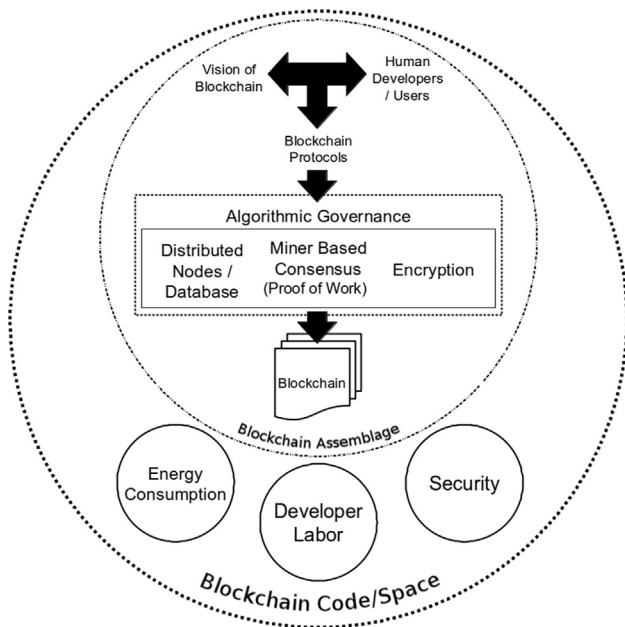 Vision of
Blockchain
Human
Developers
/ Users
Blockchain
Protocols
Algorithmic Governance
Distributed
Nodes /
Database
Miner Based
Consensus
(Proof of Work)
Encryption
Blockchain
Blockchain Assemblage
Energy
Consumption
Developer
Labor
Security
Blockchain Code/Space